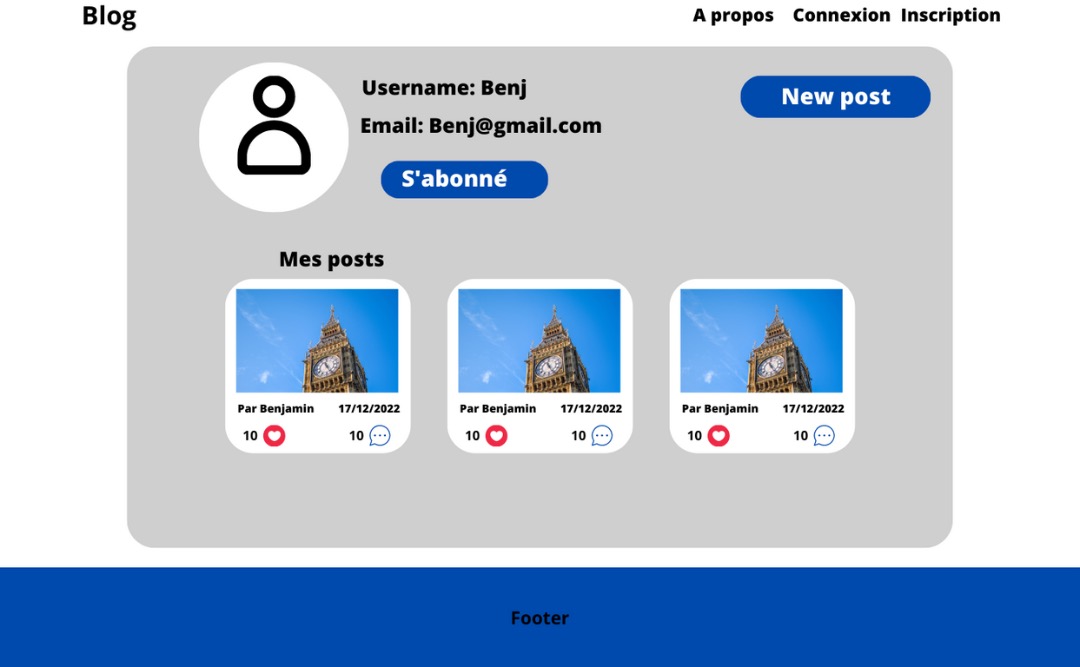 Blog
A propos Connexion Inscription
Username: Benj
New post
Email: Benj@gmail.com
S'abonné
Mes posts
Par Benjamin 17/12/2022
10 10
Par Benjamin 17/12/2022
10 10
Par Benjamin 17/12/2022
10 10
Footer